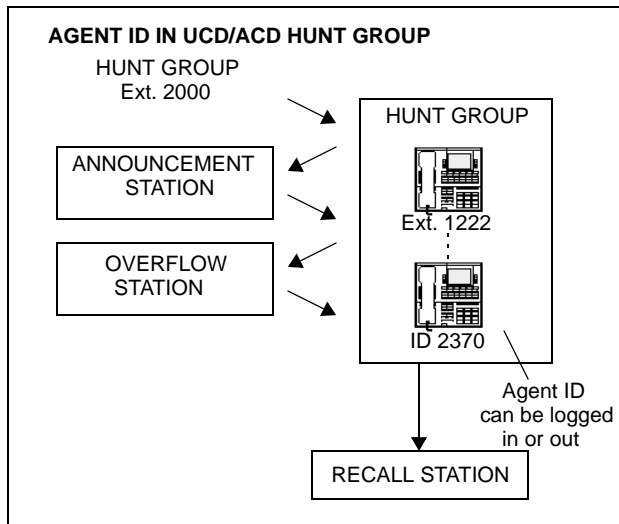 AGENT ID IN UCD/ACD HUNT GROUP
HUNT GROUP
Ext. 2000
HUNT GROUP
ANNOUNCEMENT
STATION
Ext. 1222
OVERFLOW
STATION
ID 2370
Agent ID
can be logged
in or out
RECALL STATION